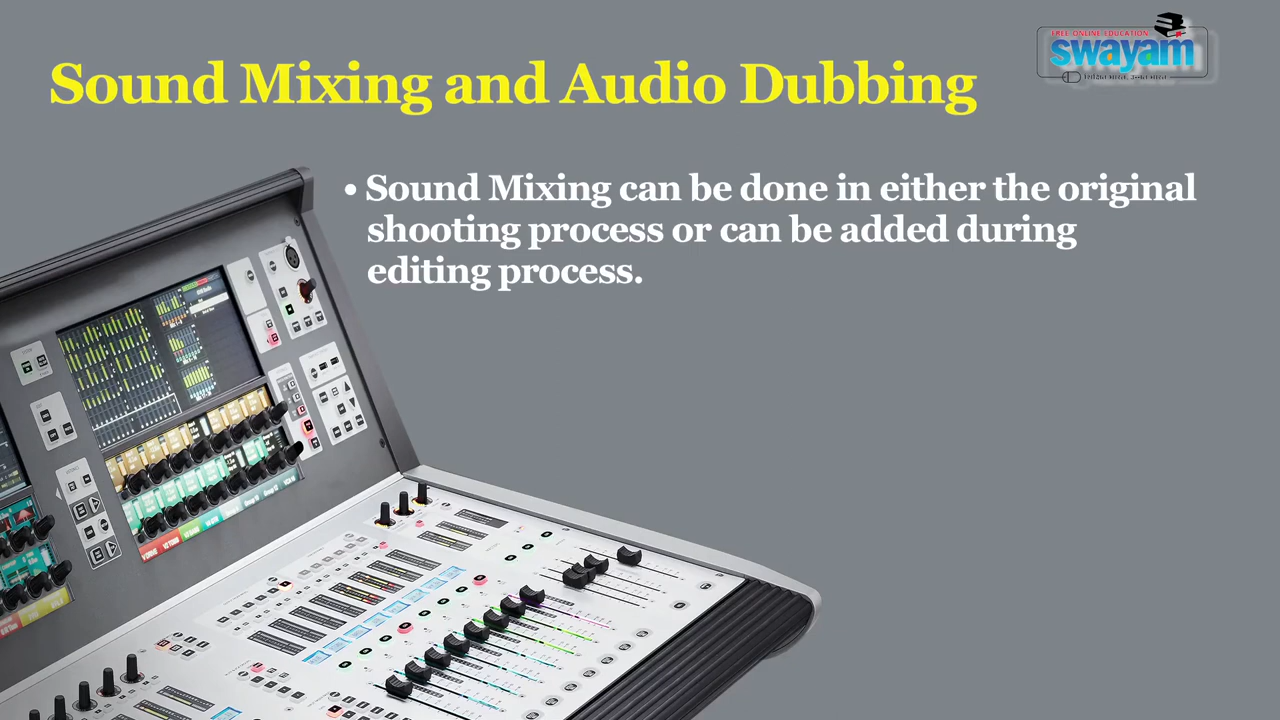 FREE ONLINE EDUCATION
swayam
Sound Mixing and Audio Dubbing
• Sound Mixing can be done in either the original
shooting process or can be added during
editing process.